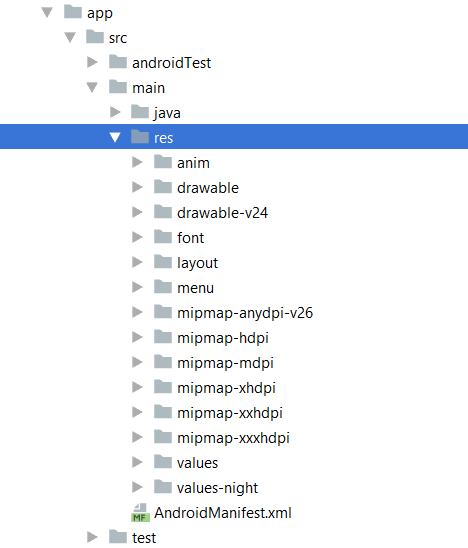 app
src
androidTest
main
java
res
anim
drawable
drawable-v24
font
layout
menu
mipmap-anydpi-v26
mipmap-hdpi
mipmap-mdpi
mipmap-xhdpi
mipmap-xxhdpi
mipmap-xxxhdpi
values
values-night
MF AndroidManifest.xml
test